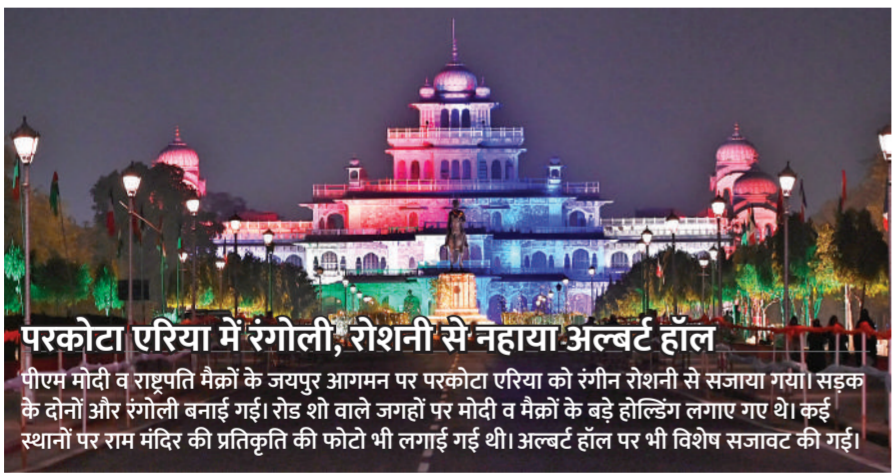 परकोटा एरिया में रंगोली, रोशनी से नहाया अल्बर्ट हॉल
पीएम मोदी व राष्ट्रपति मैक्रों के जयपुर आगमन पर परकोटा एरिया को रंगीन रोशनी से सजाया गया। सड़क
के दोनों और रंगोली बनाई गई। रोड शो वाले जगहों पर मोदी व मैक्रों के बड़े होल्डिंग लगाए गए थे। कई
स्थानों पर राम मंदिर की प्रतिकृति की फोटो भी लगाई गई थी। अल्बर्ट हॉल पर भी विशेष सजावट की गई।